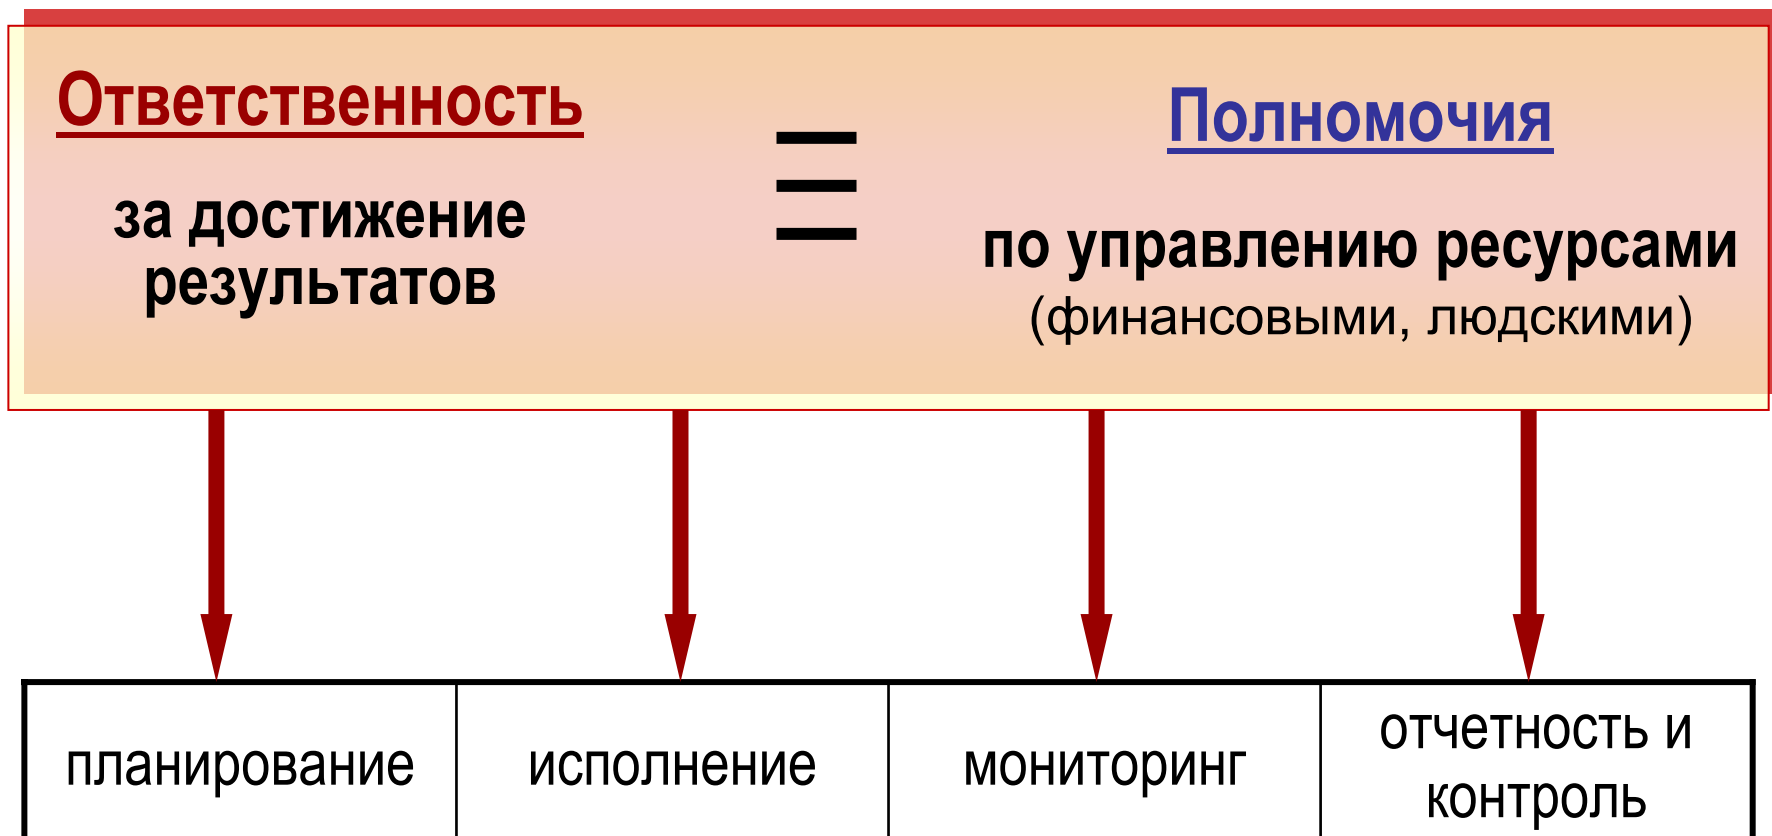 Ответственность
за достижение
результатов
≡
Полномочия
по управлению ресурсами
(финансовыми, людскими)
планирование
исполнение
мониторинг
отчетность и
контроль